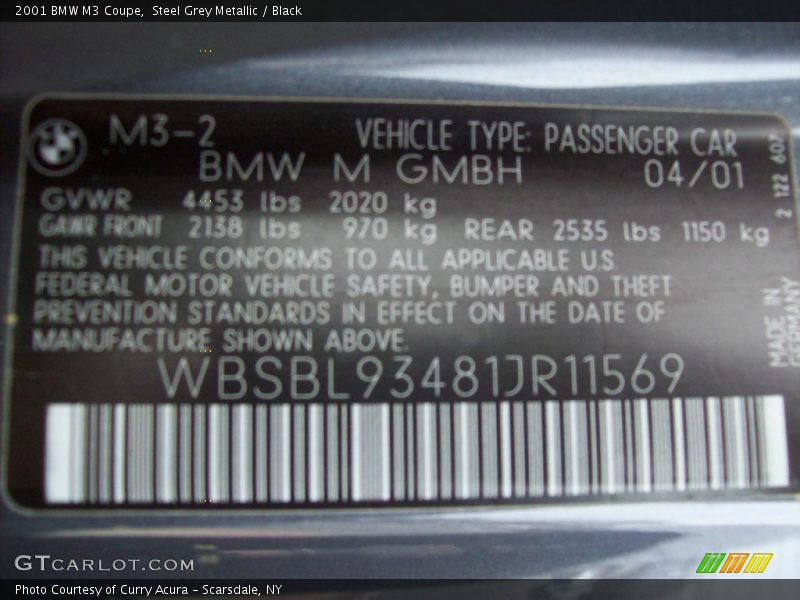 2001 BMW M3 Coupe,  Steel Grey Metallic / Black
M3-2
VEHICLE TYPE: PASSENGER CAR
BMW M GMBH
04/01
GVWR 4453 lbs 2020 kg
GAWR FRONT 2138 lbs 970 kg REAR 2535 lbs 1150 kg
THIS VEHICLE CONFORMS TO ALL APPLICABLE U.S.
FEDERAL MOTOR VEHICLE SAFETY, BUMPER AND THEFT
PREVENTION STANDARDS IN EFFECT ON THE DATE OF
MANUFACTURE SHOWN ABOVE.
WBSBL93481JR11569
2 122 607
MADE IN
GERMANY
GTCARLOT.COM
Photo Courtesy of Curry Acura - Scarsdale, NY